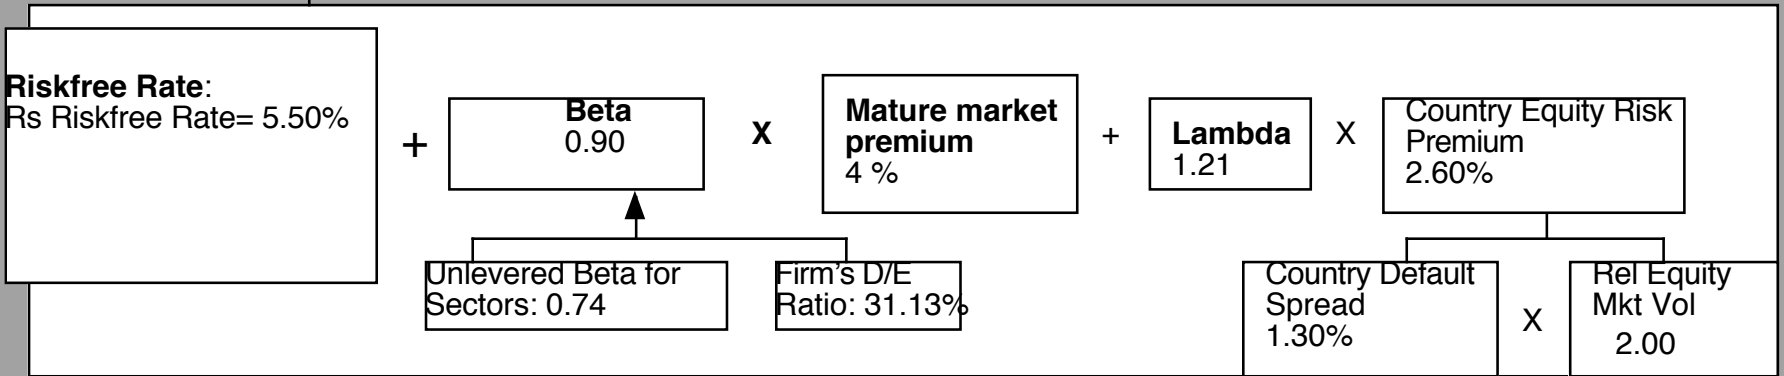 Riskfree Rate:
Rs Riskfree Rate= 5.50%
+
Beta
0.90
X
Mature market
premium
4 %
+
Lambda
1.21
X
Country Equity Risk
Premium
2.60%
Unlevered Beta for
Sectors: 0.74
Firm's D/E
Ratio: 31.13%
Country Default
Spread
1.30%
X
Rel Equity
Mkt Vol
2.00